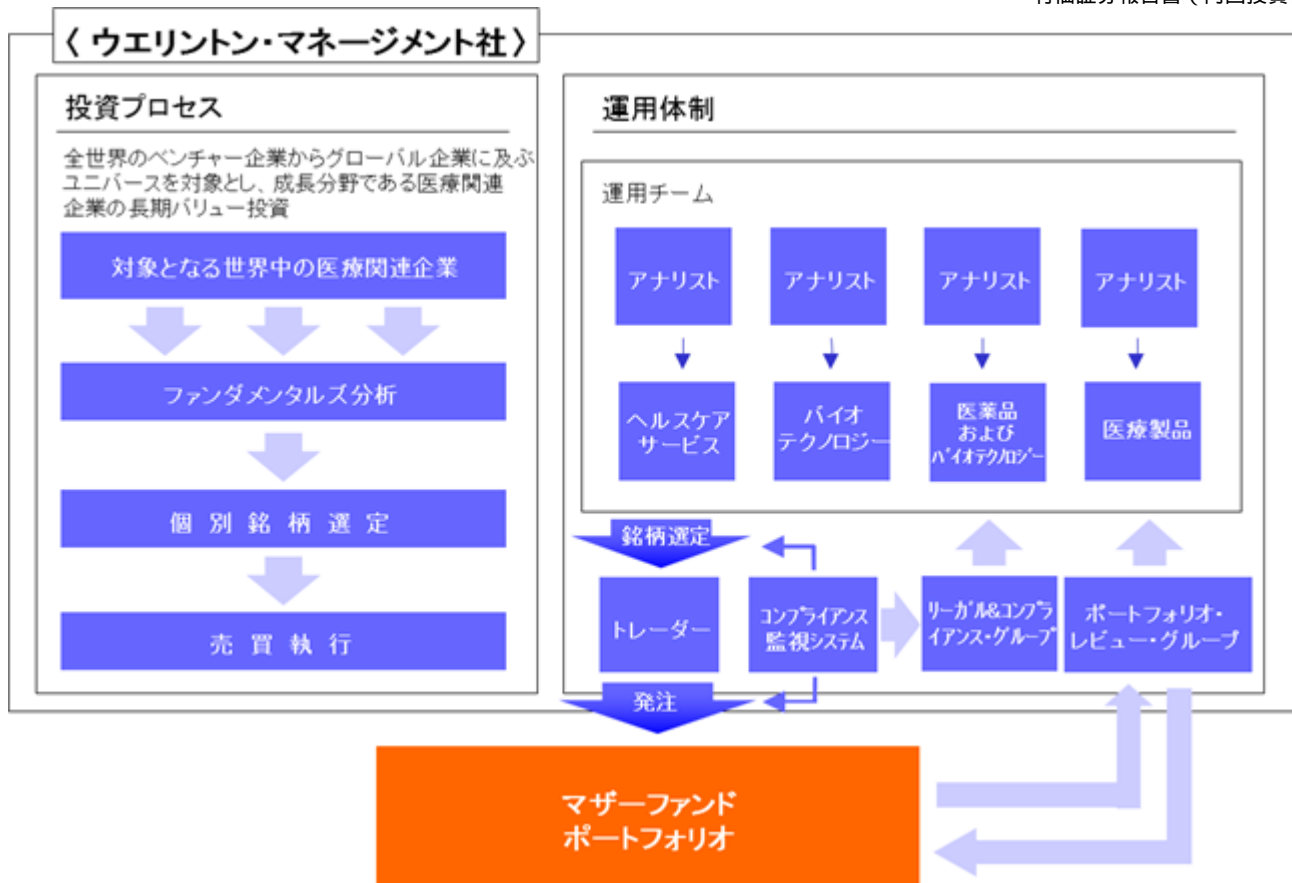 〈 ウエリントン・マネージメント社 〉
投資プロセス
全世界のベンチャー企業からグローバル企業に及ぶ
ユニバースを対象とし、成長分野である医療関連
企業の長期バリュー投資
対象となる世界中の医療関連企業
ファンダメンタルズ分析
個 別 銘 柄 選 定
売 買 執 行
運用体制
運用チーム
アナリスト
アナリスト
アナリスト
アナリスト
ヘルスケア
サービス
バイオ
テクノロジー
医薬品
および
バイオテクノロジー
医療製品
銘柄選定
トレーダー
コンプライアンス
監視システム
リーガル&コンプラ
イアンス・グループ
ポートフォリオ・
レビュー・グループ
発注
マザーファンド
ポートフォリオ